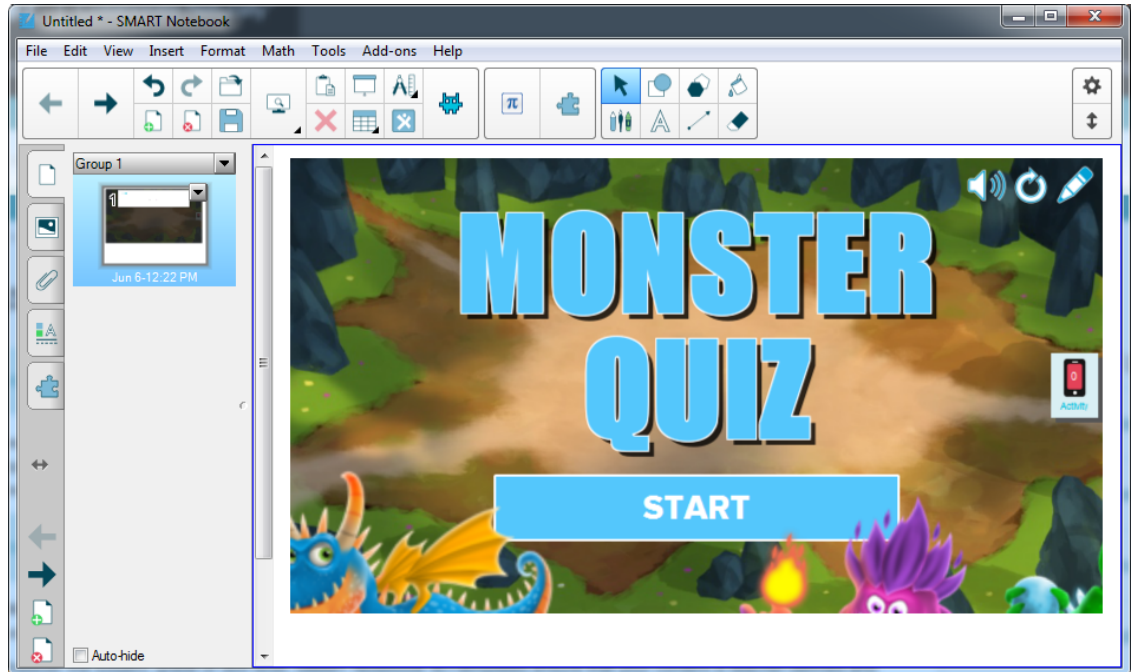 Untitled * - SMART Notebook
File Edit View Insert Format Math Tools Add-ons Help
π
Group 1
1
Jun 6-12:22 PM
MONSTER
QUIZ
0
Activity
START
Auto-hide